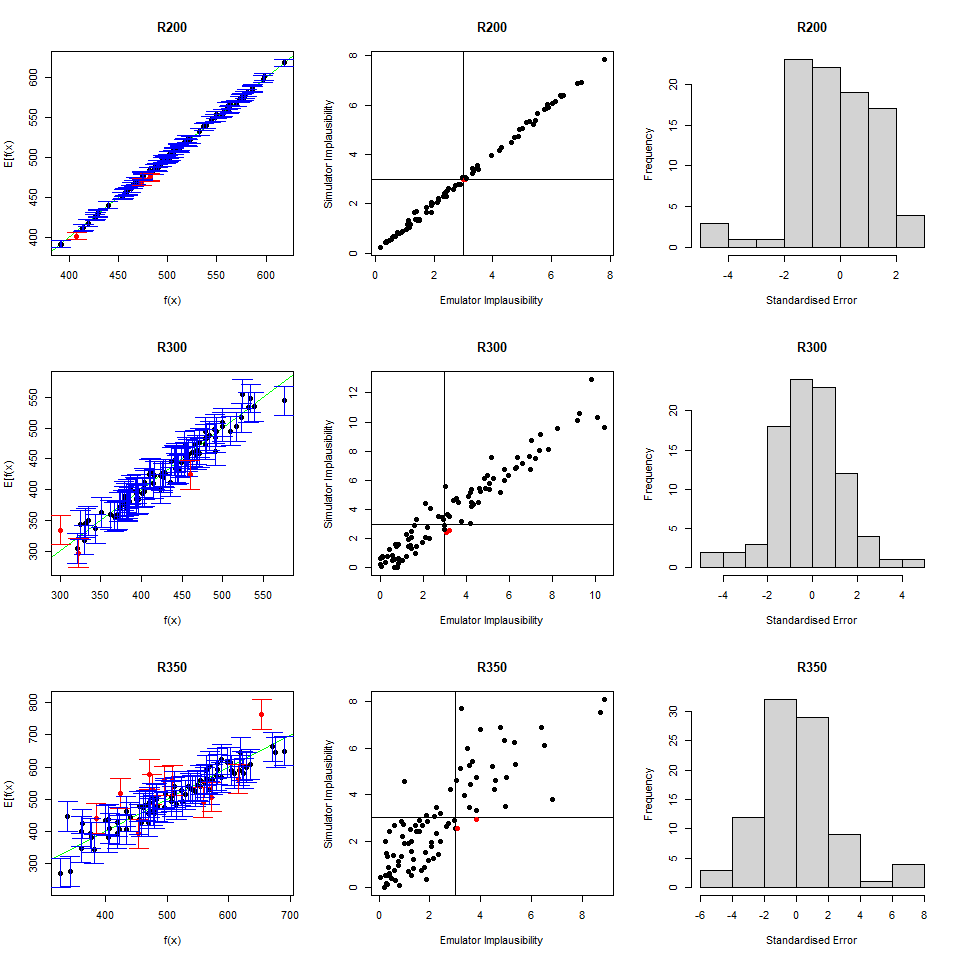 R200
E[f(x)
400 450 500 550 600
400 450 500 550 600
f(x)
R200
Simulator Implausibility
0 2 4 6 8
0 2 4 6 8
Emulator Implausibility
R200
Frequency
0 5 10 15 20
-4 -2 0 2
Standardised Error
R300
E[f(x)
300 350 400 450 500 550
300 350 400 450 500 550
f(x)
R300
Simulator Implausibility
0 2 4 6 8 10 12
0 2 4 6 8 10
Emulator Implausibility
R300
Frequency
0 5 10 15 20
-4 -2 0 2 4
Standardised Error
R350
E[f(x)
300 400 500 600 700 800
400 500 600 700
f(x)
R350
Simulator Implausibility
0 2 4 6 8
0 2 4 6 8
Emulator Implausibility
R350
Frequency
0 5 10 15 20 25 30
-6 -4 -2 0 2 4 6 8
Standardised Error